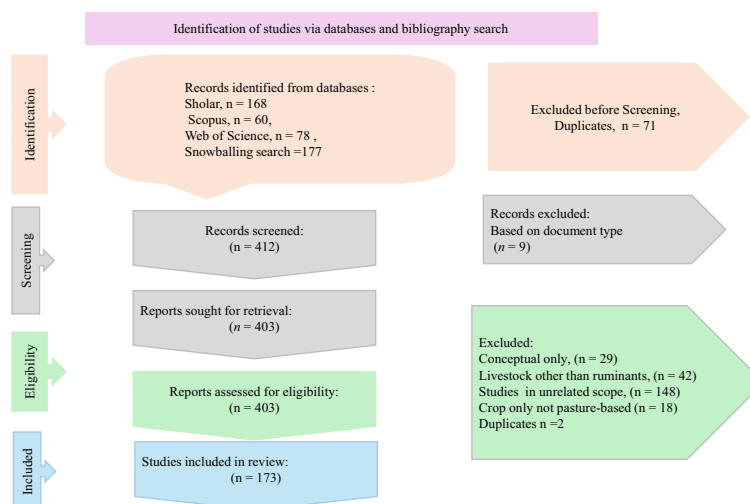 Identification of studies via databases and bibliography search
Identification
Records identified from databases :
Sholar, n = 168
Scopus, n = 60,
Web of Science, n = 78 ,
Snowballing search =177
Excluded before Screening,
Duplicates, n = 71
Screening
Records screened:
(n = 412)
Records excluded:
Based on document type
(n = 9)
Reports sought for retrieval:
(n = 403)
Eligibility
Reports assessed for eligibility:
(n = 403)
Excluded:
Conceptual only, (n = 29)
Livestock other than ruminants, (n = 42)
Studies in unrelated scope, (n = 148)
Crop only not pasture-based (n = 18)
Duplicates n =2
Included
Studies included in review:
(n = 173)